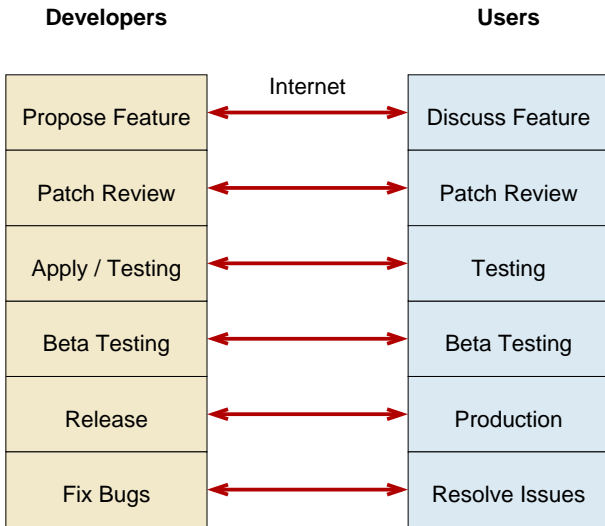 Developers Users
Internet
Propose Feature Discuss Feature
Patch Review Patch Review
Apply / Testing Testing
Beta Testing Beta Testing
Release Production
Fix Bugs Resolve Issues